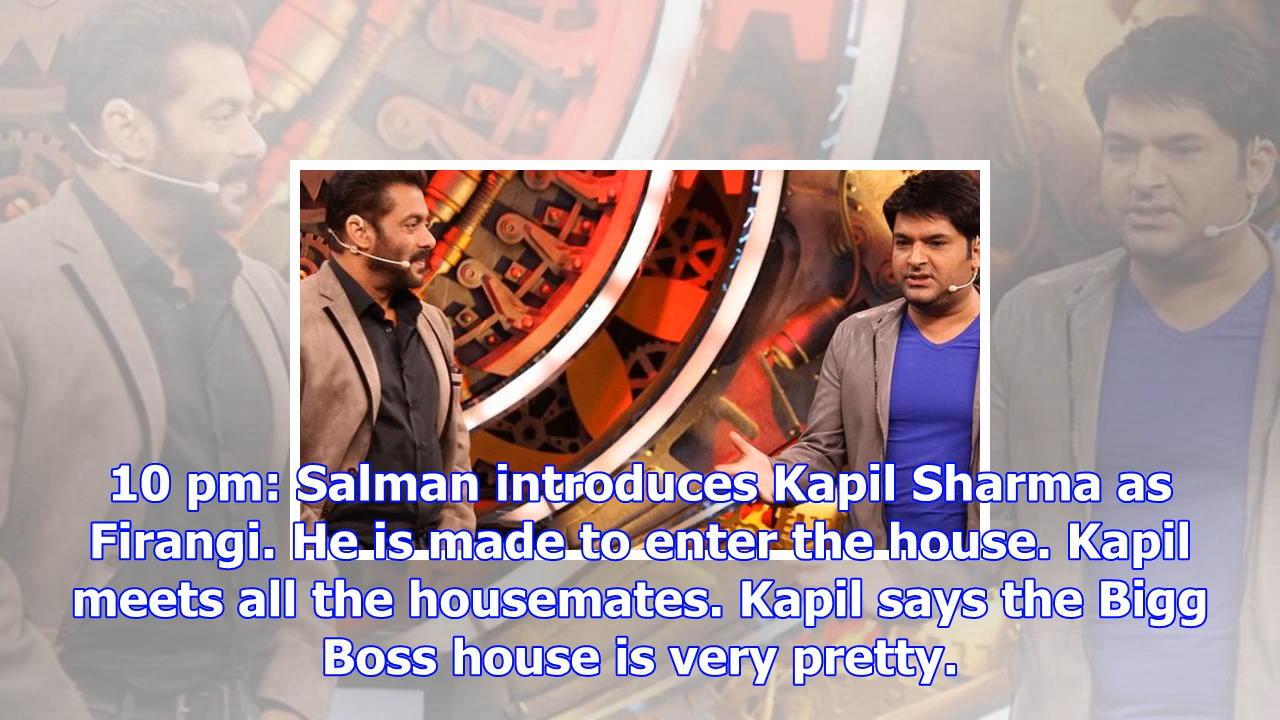 10 pm: Salman introduces Kapil Sharma as
Firangi. He is made to enter the house. Kapil
meets all the housemates. Kapil says the Bigg
Boss house is very pretty.